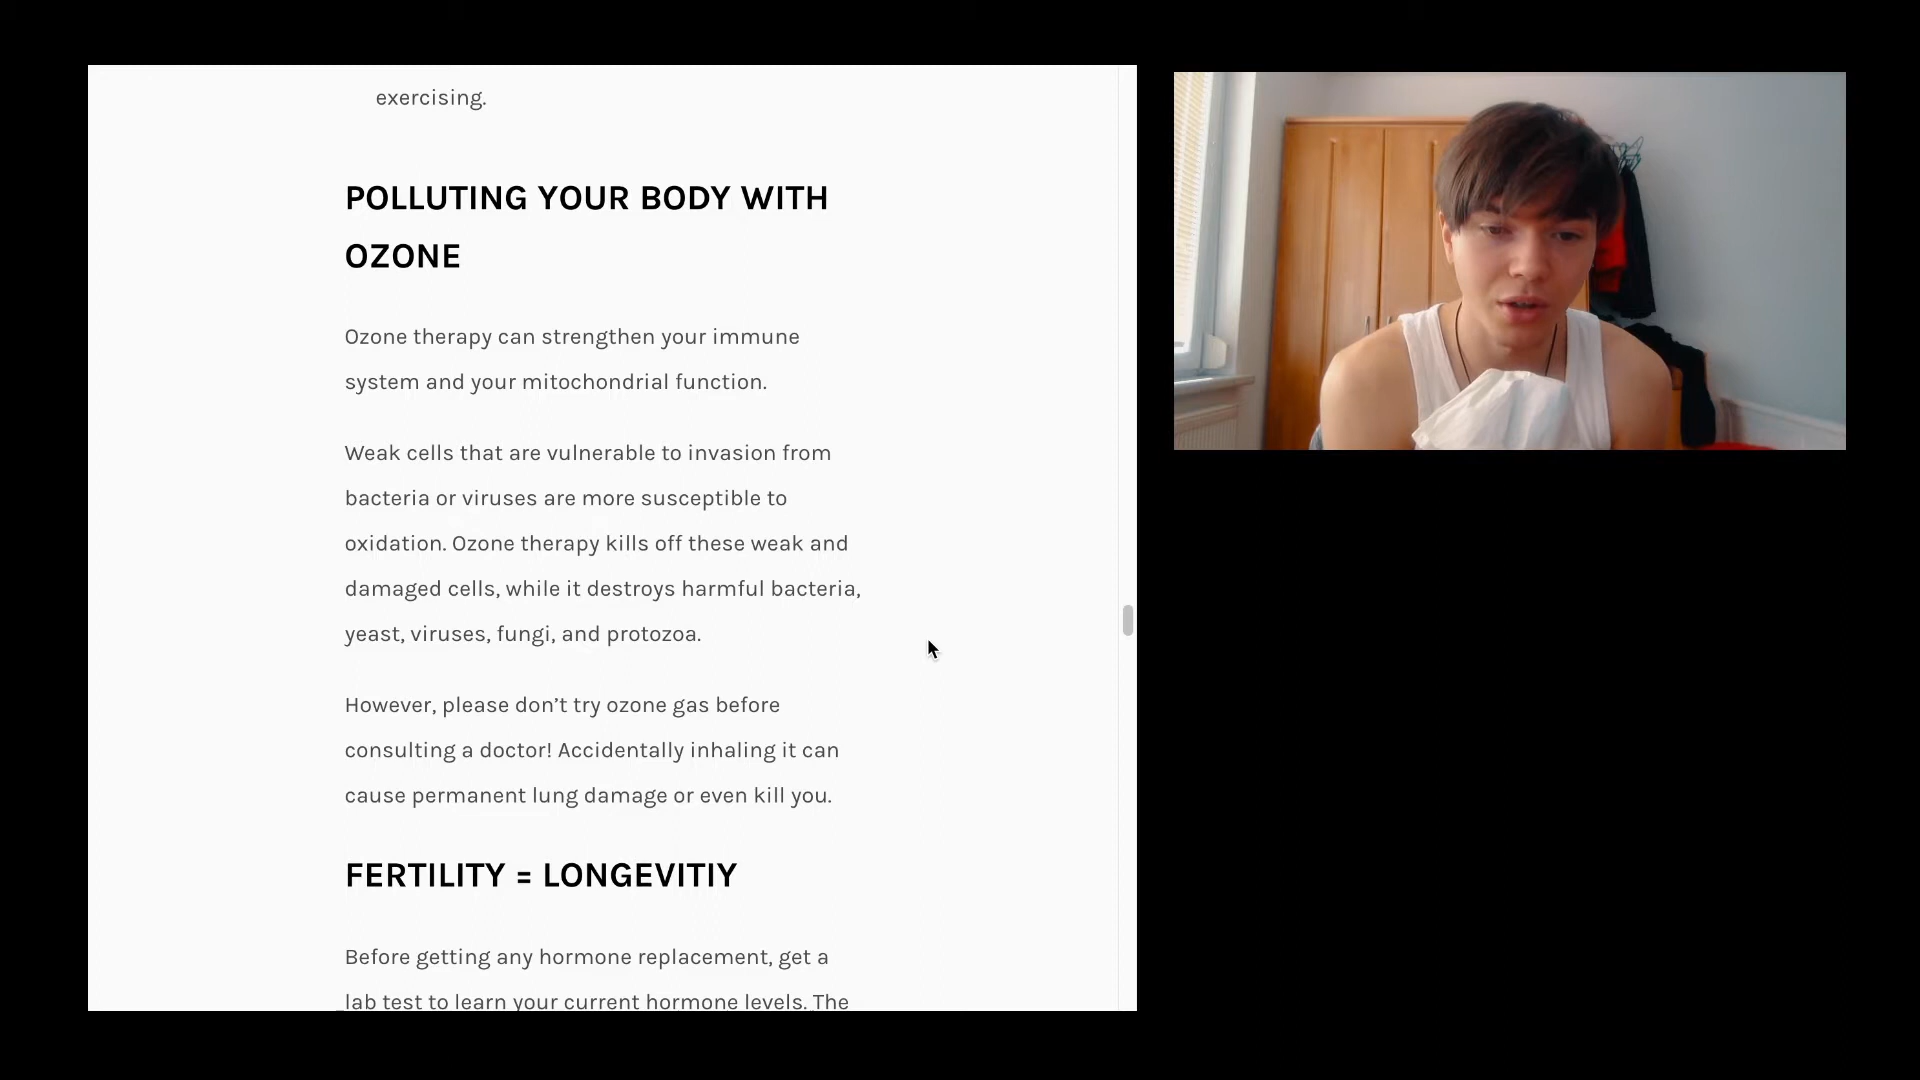 exercising.
POLLUTING YOUR BODY WITH
OZONE
Ozone therapy can strengthen your immune
system and your mitochondrial function.
Weak cells that are vulnerable to invasion from
bacteria or viruses are more susceptible to
oxidation. Ozone therapy kills off these weak and
damaged cells, while it destroys harmful bacteria,
yeast, viruses, fungi, and protozoa.
However, please don’t try ozone gas before
consulting a doctor! Accidentally inhaling it can
cause permanent lung damage or even kill you.
FERTILITY = LONGEVITIY
Before getting any hormone replacement, get a
lab test to learn your current hormone levels. The